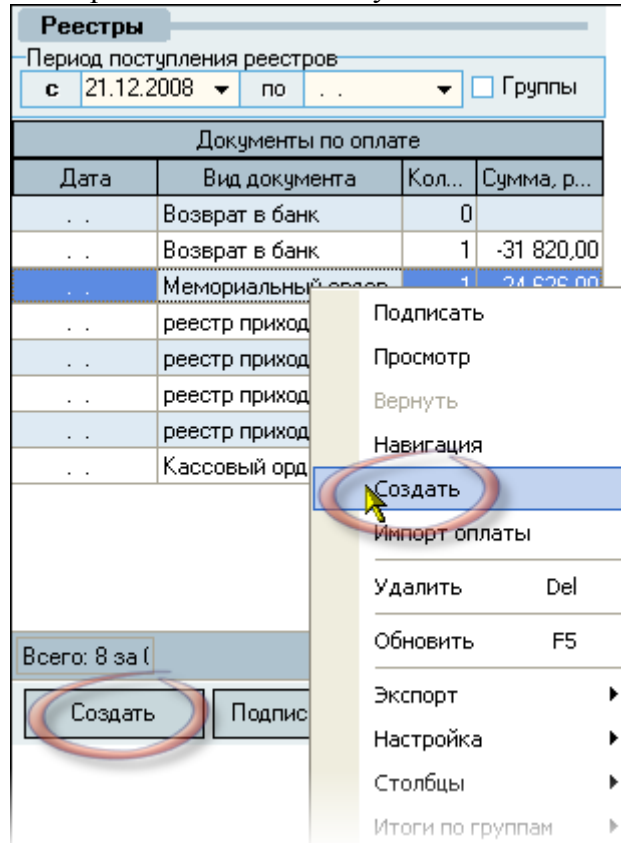 Реестры
Период поступления реестров
с 21.12.2008 по . . Группы
Документы по оплате
Дата Вид документа Кол... Сумма, р...
. . Возврат в банк 0
. . Возврат в банк 1 -31 820,00
. . Мемориальный 1
. . реестр приход
. . реестр приход
. . реестр приход
. . реестр приход
. . Кассовый орд
Всего: 8 за (
Создать Подпис
Подписать
Просмотр
Вернуть
Навигация
Создать
Импорт оплаты
Удалить Del
Обновить F5
Экспорт
Настройка
Столбцы
Итоги по группам